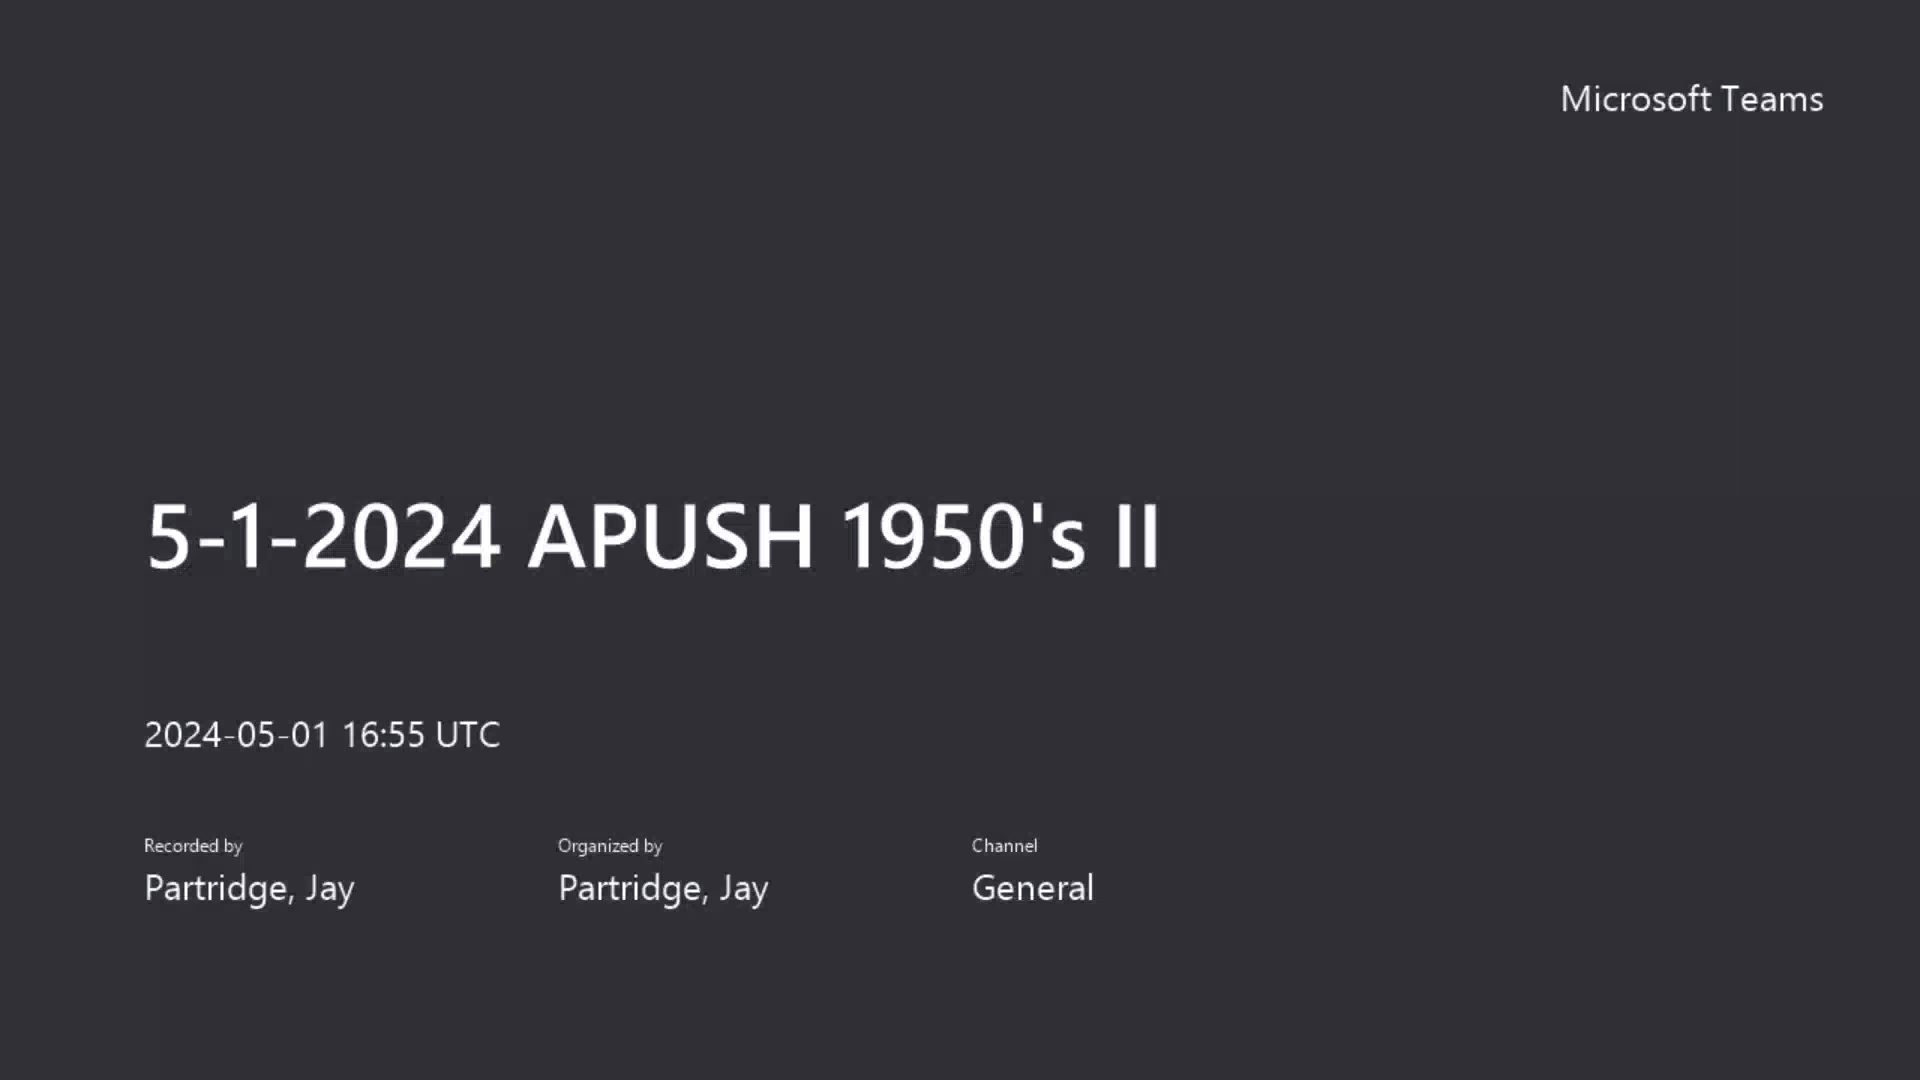 Microsoft Teams
5-1-2024 APUSH 1950's II
2024-05-01 16:55 UTC
Recorded by
Partridge, Jay
Organized by
Partridge, Jay
Channel
General